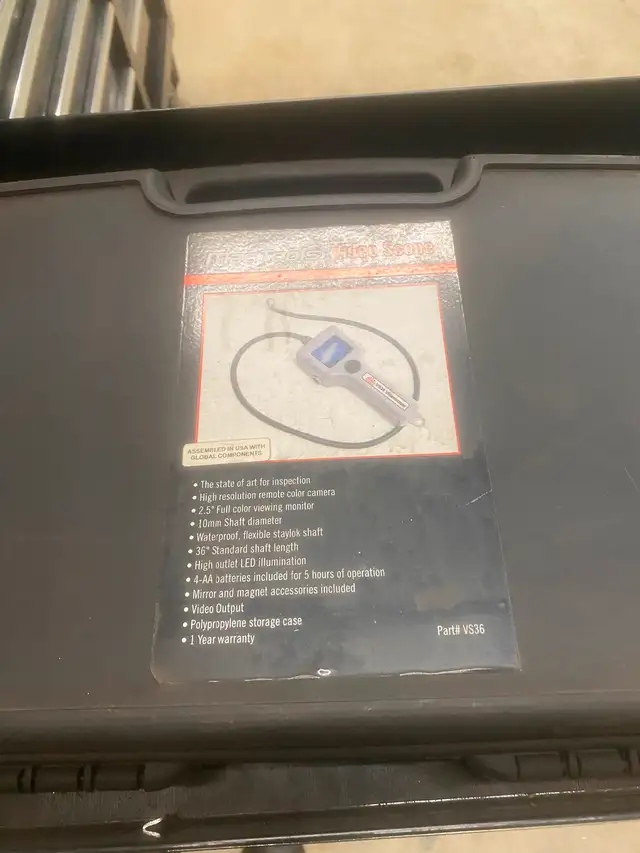 Scope
ASSEMBLED IN USA WITH
GLOBAL COMPONENTS
• The state of art for inspection
• High resolution remote color camera
• 2.5" Full color viewing monitor
• 10mm Shaft diameter
• Waterproof, flexible staylok shaft
• 36" Standard shaft length
• High outlet LED illumination
• 4-AA batteries included for 5 hours of operation
• Mirror and magnet accessories included
• Video Output
• Polypropylene storage case
• 1 Year warranty
Part# VS36